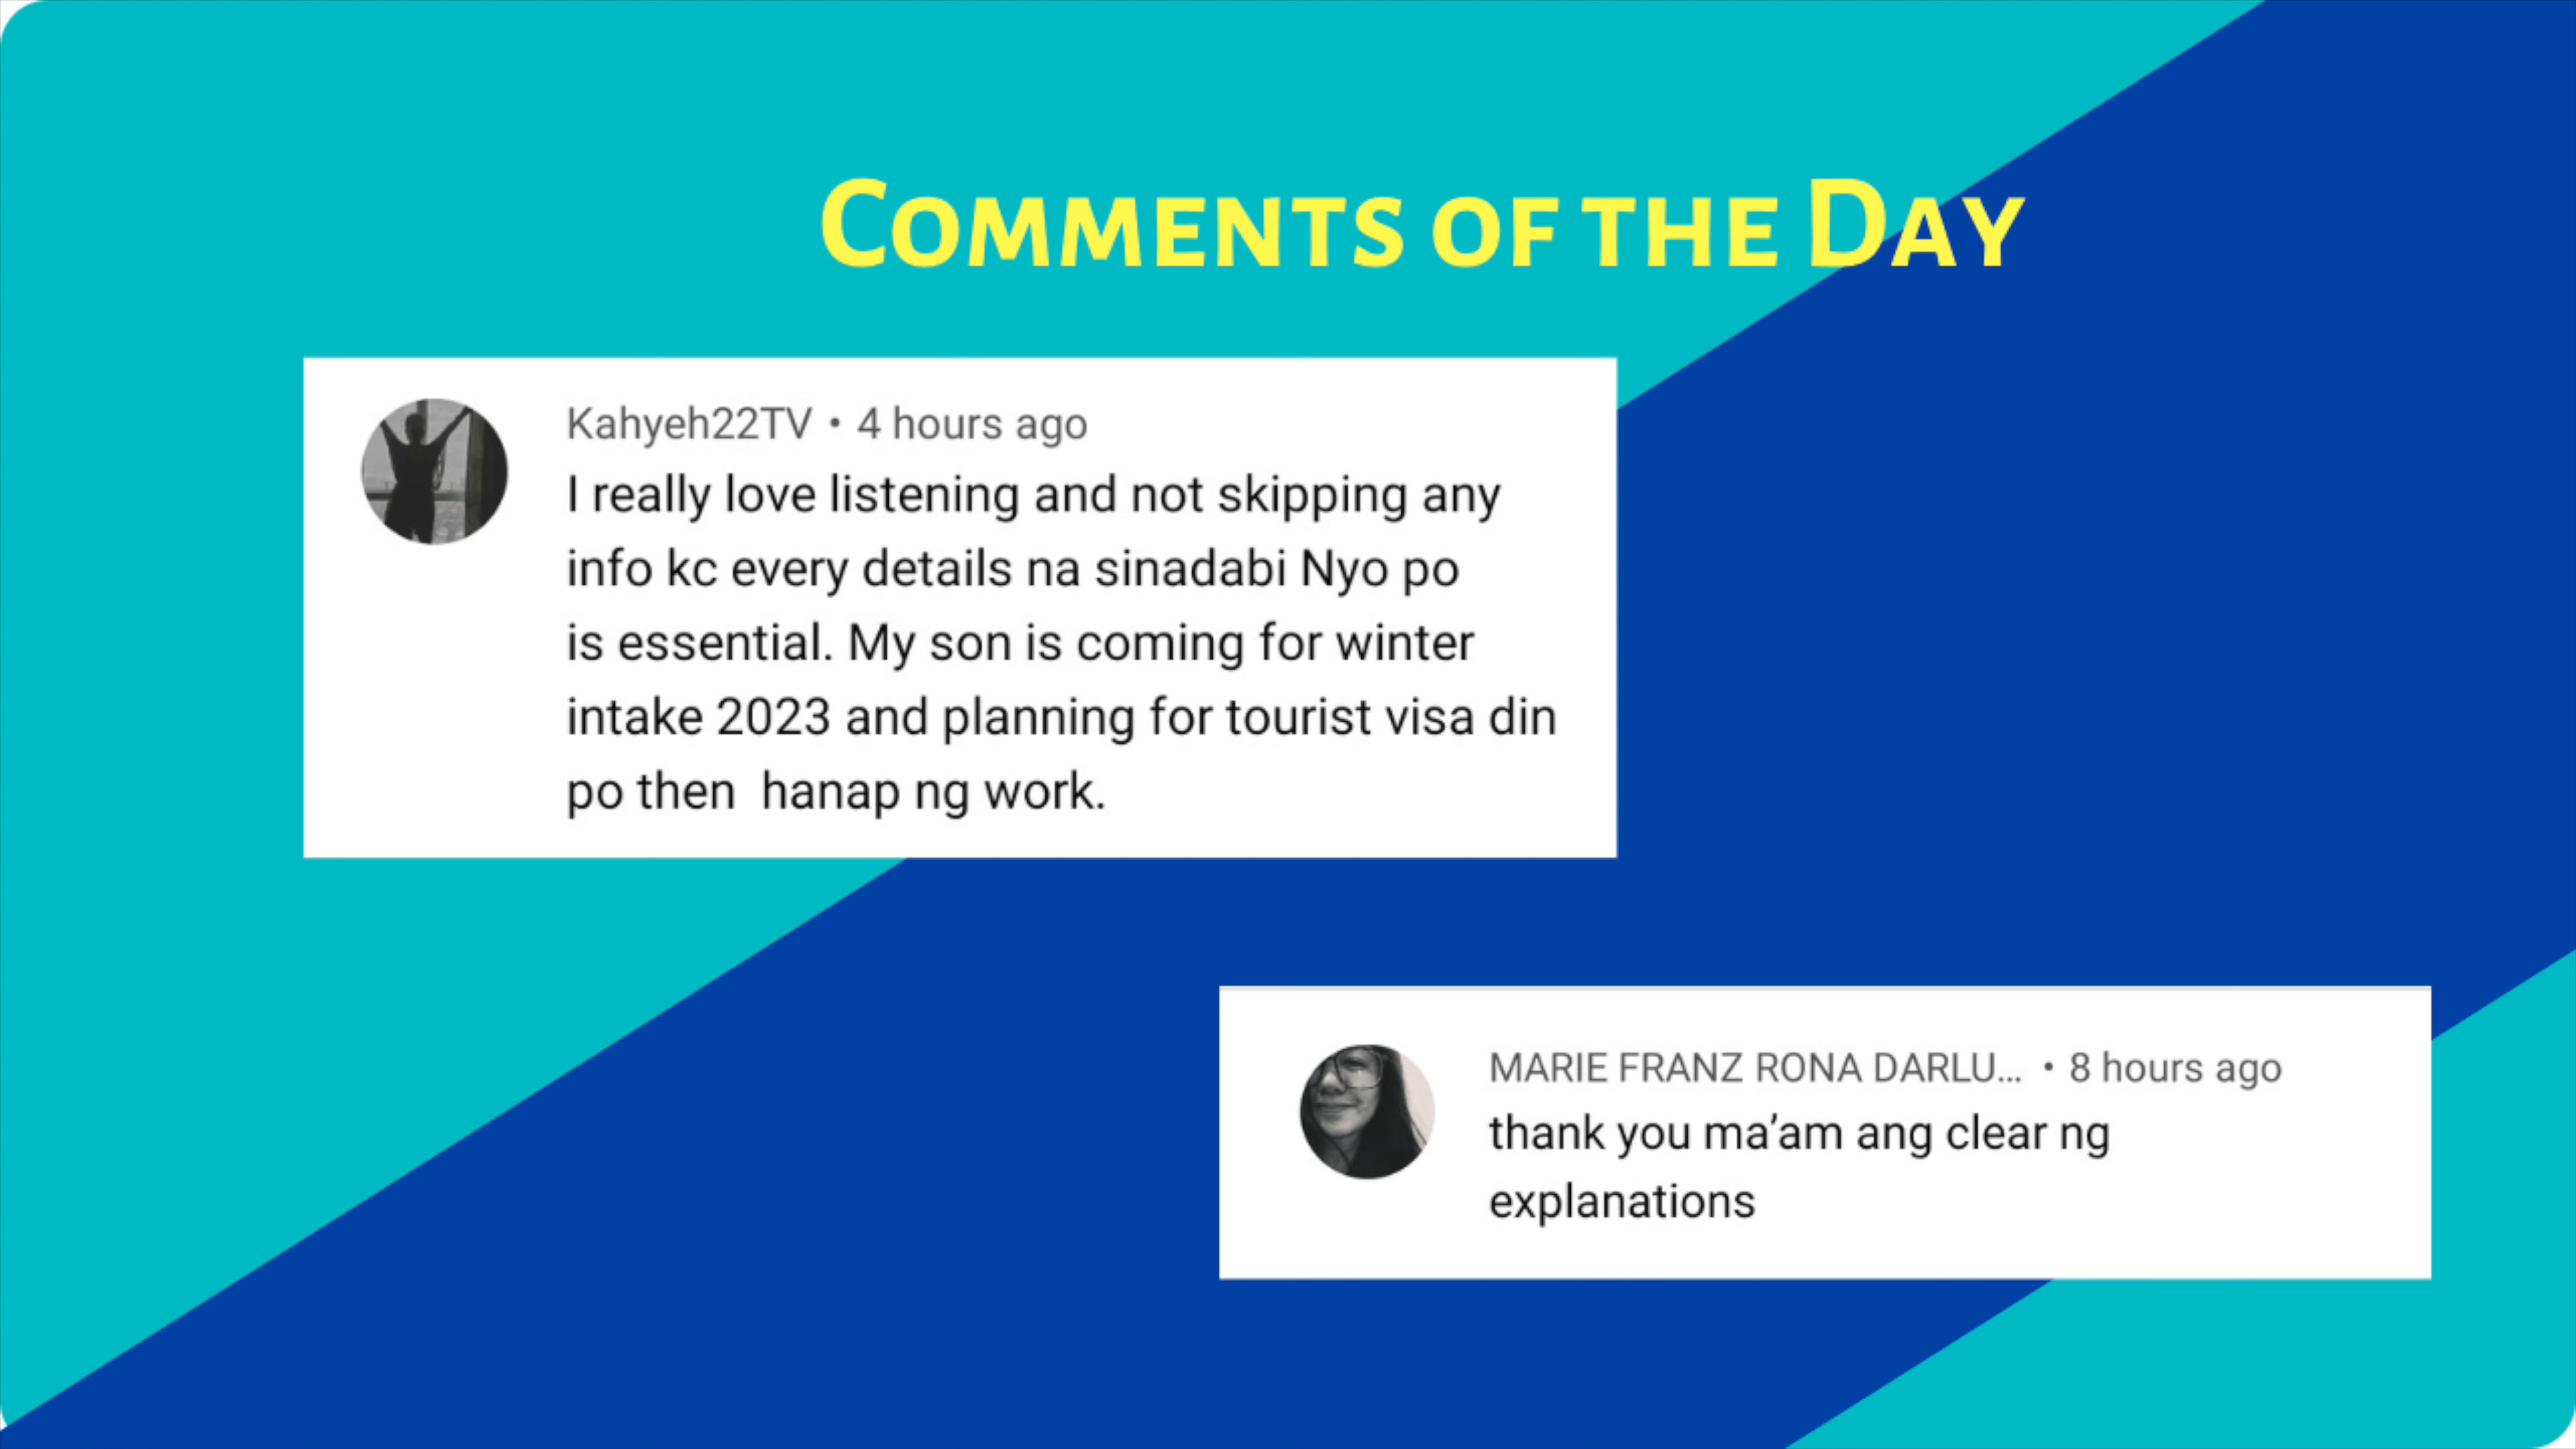 Comments of the Day
Kahyeh22TV • 4 hours ago
I really love listening and not skipping any
info kc every details na sinadabi Nyo po
is essential. My son is coming for winter
intake 2023 and planning for tourist visa din
po then  hanap ng work.
MARIE FRANZ RONA DARLU... • 8 hours ago
thank you ma’am ang clear ng
explanations